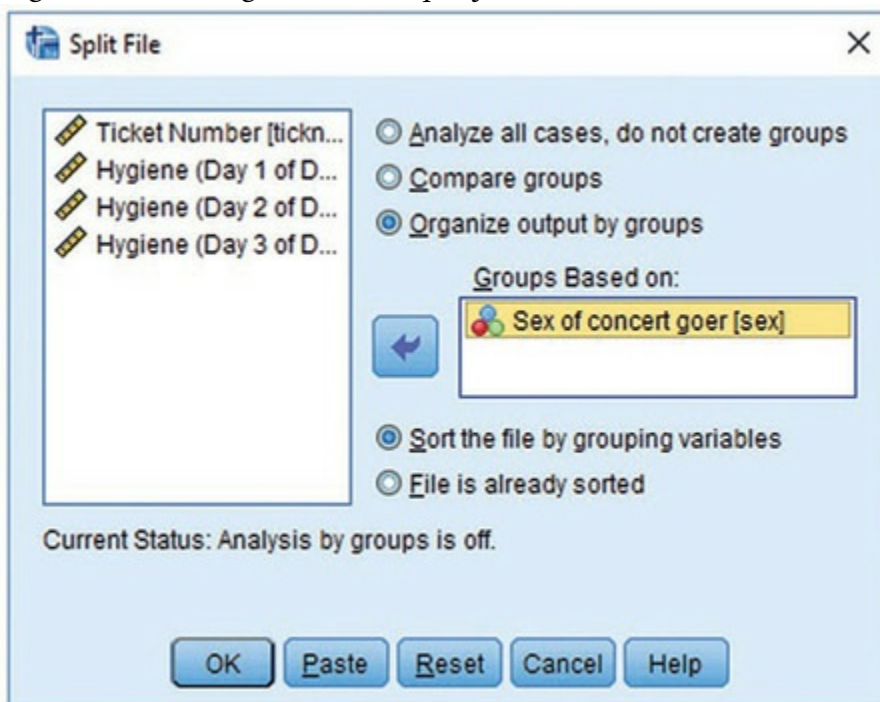 Split File
Ticket Number [tickn...
Hygiene (Day 1 of D...
Hygiene (Day 2 of D...
Hygiene (Day 3 of D...
Analyze all cases, do not create groups
Compare groups
Organize output by groups
Groups Based on:
Sex of concert goer [sex]
Sort the file by grouping variables
File is already sorted
Current Status: Analysis by groups is off.
OK
Paste
Reset
Cancel
Help